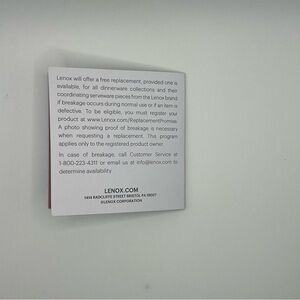 Lenox will offer a free replacement, provided one is
available, for all dinnerware collections and their
coordinating serveware pieces from the Lenox brand
if breakage occurs during normal use or if an item is
defective. To be eligible, you must register your
product at www.Lenox.com/ReplacementPromise.
A photo showing proof of breakage is necessary
when requesting a replacement. This program
applies only to the registered product owner.
In case of breakage, call Customer Service at
1-800-223-4311 or email us at info@lenox.com to
determine availability
LENOX.COM
1414 RADCLIFFE STREET BRISTOL PA 19007
©LENOX CORPORATION